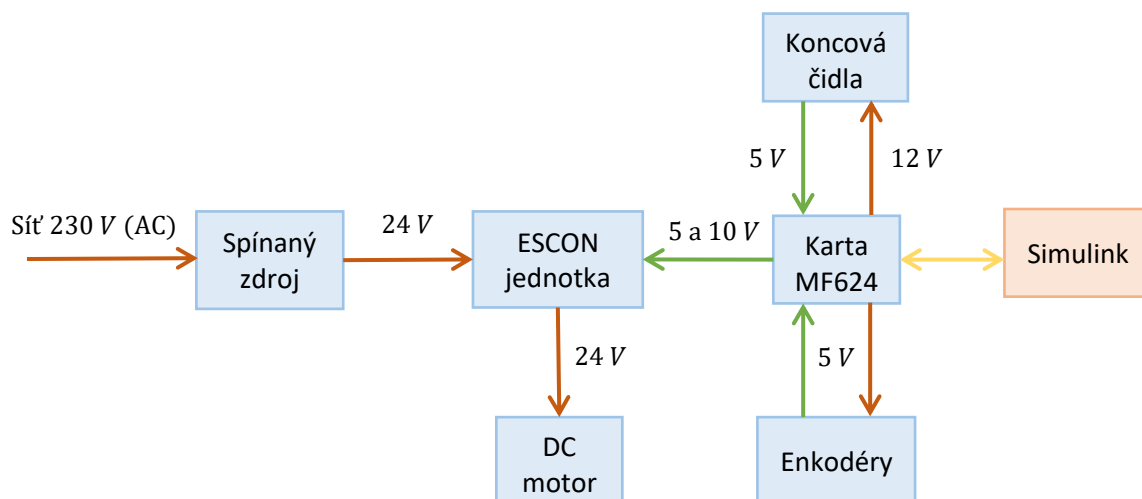 Koncová
čidla
5 V
12 V
Síť 230 V (AC)
Spínaný
zdroj
24 V
ESCON
jednotka
5 a 10 V
Karta
MF624
Simulink
24 V
5 V
DC
motor
Enkodéry